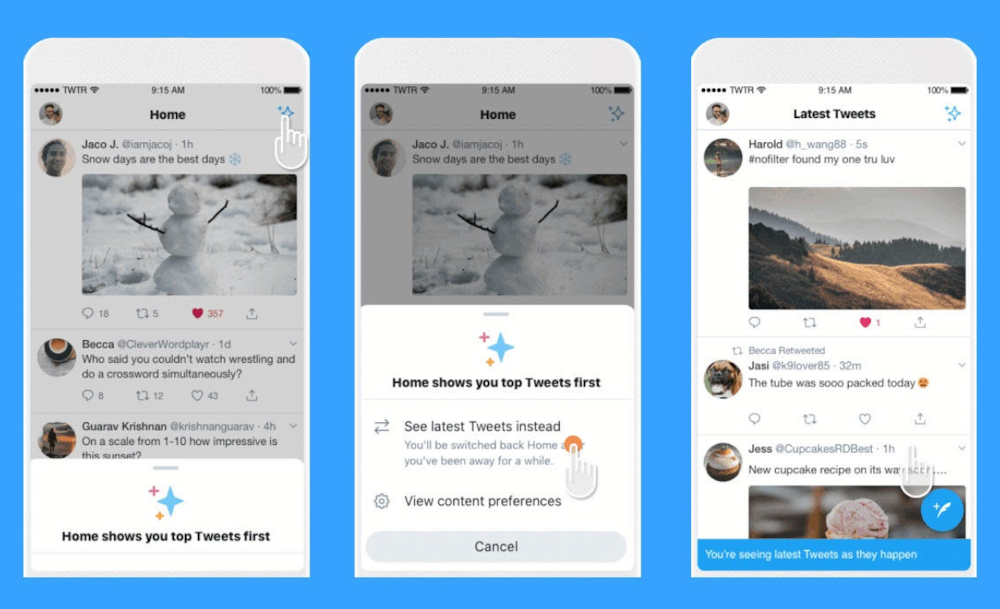 TWTR
9:15 AM
100%
Home
Jaco J. @iamjacoj · 1h
Snow days are the best days
18
5
357
Becca @CleverWordplayr · 1d
Who said you couldn't watch wrestling and
do a crossword simultaneously?
8
12
43
Guarav Krishnan @krishnanguarav · 4h
On a scale from 1-10 how impressive is
this sunset?
Home shows you top Tweets first
TWTR
9:15 AM
100%
Home
Jaco J. @iamjacoj · 1h
Snow days are the best days
Home shows you top Tweets first
See latest Tweets instead
You'll be switched back Home
you've been away for a while.
View content preferences
Cancel
TWTR
9:15 AM
100%
Latest Tweets
Harold @h_wang88 · 5s
#nofilter found my one tru luv
1
Becca Retweeted
Jasi @k9lover85 · 32m
The tube was sooo packed today
Jess @CupcakesRDBest · 1h
New cupcake recipe on its
You're seeing latest Tweets as they happen